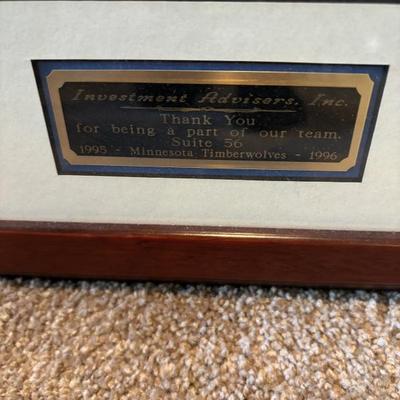 Investment Advisers, Inc.
Thank You
for being a part of our team.
Suite 56
1995 - Minnesota Timberwolves - 1996